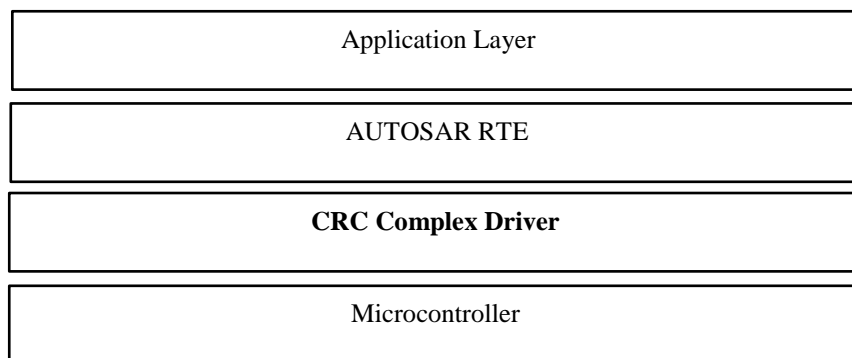 Application Layer
AUTOSAR RTE
CRC Complex Driver
Microcontroller